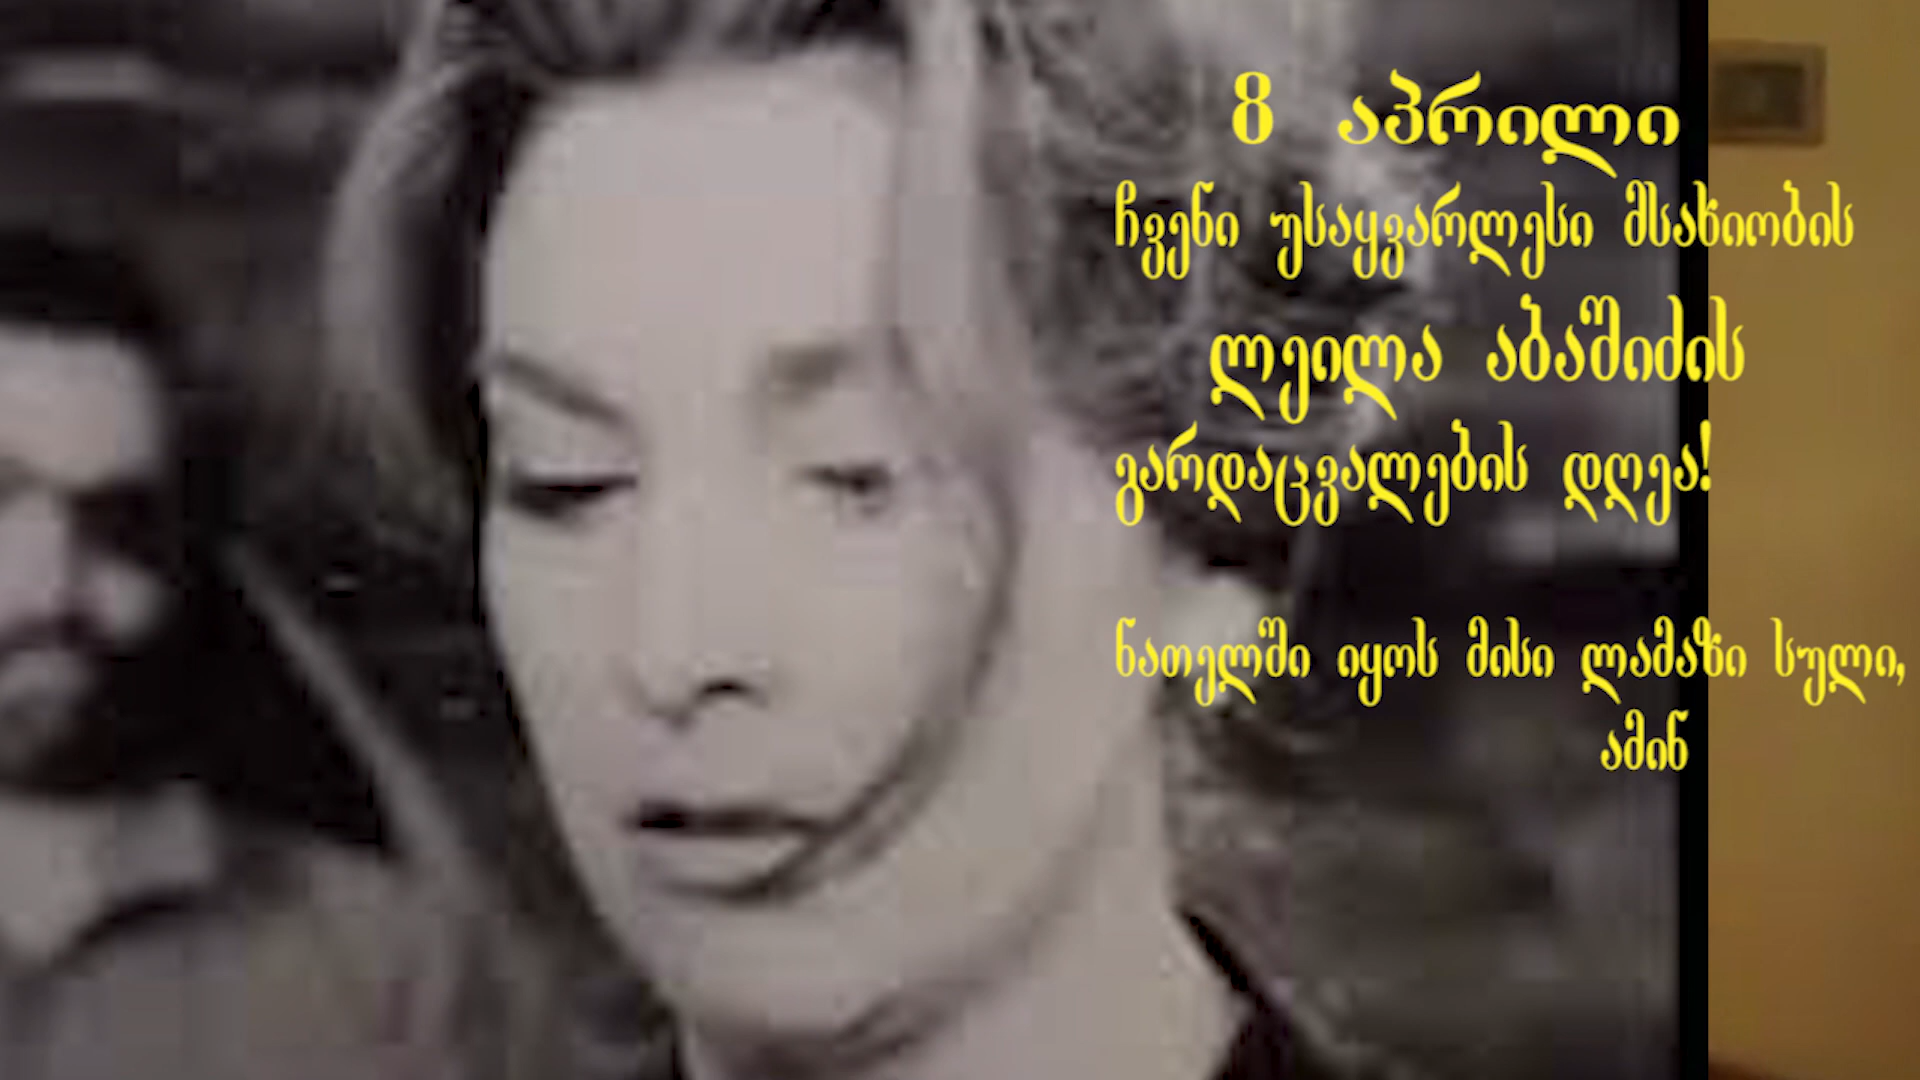 8 აპრილი
ჩვენი უსაყვარლესი მსახიობის
ლეილა აბაშიძის
გარდაცვალების დღეა!
ნათელში იყოს მისი ლამაზი სული,
ამინ